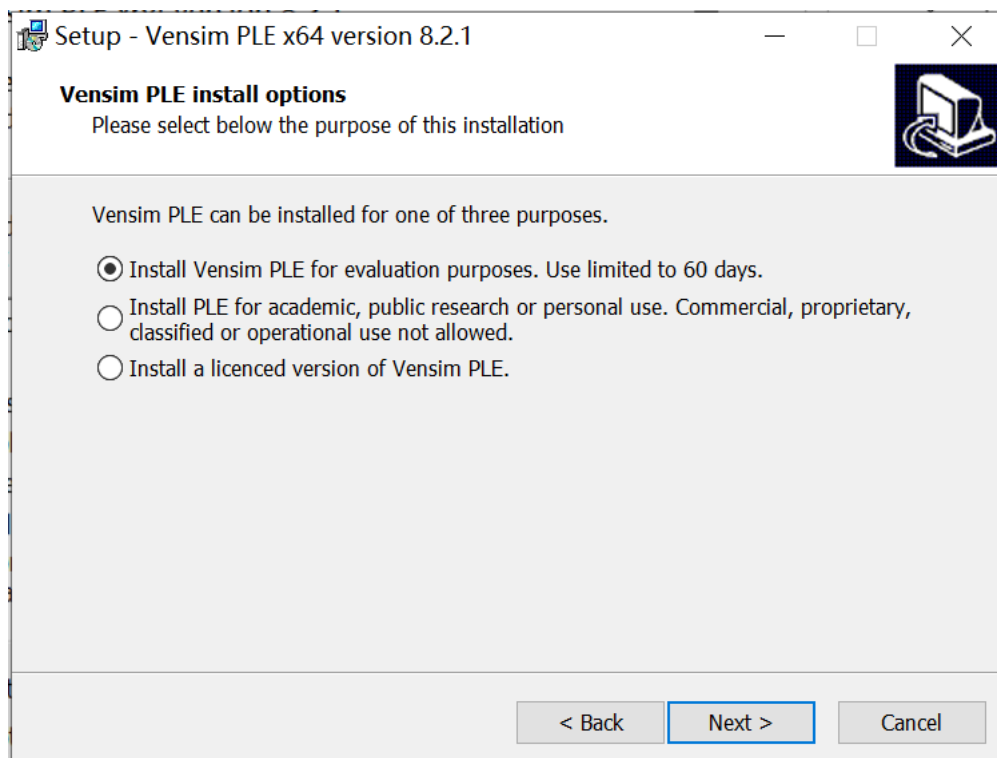 Setup - Vensim PLE x64 version 8.2.1
Vensim PLE install options
Please select below the purpose of this installation
Vensim PLE can be installed for one of three purposes.
Install Vensim PLE for evaluation purposes. Use limited to 60 days.
Install PLE for academic, public research or personal use. Commercial, proprietary,
classified or operational use not allowed.
Install a licenced version of Vensim PLE.
< Back
Next >
Cancel